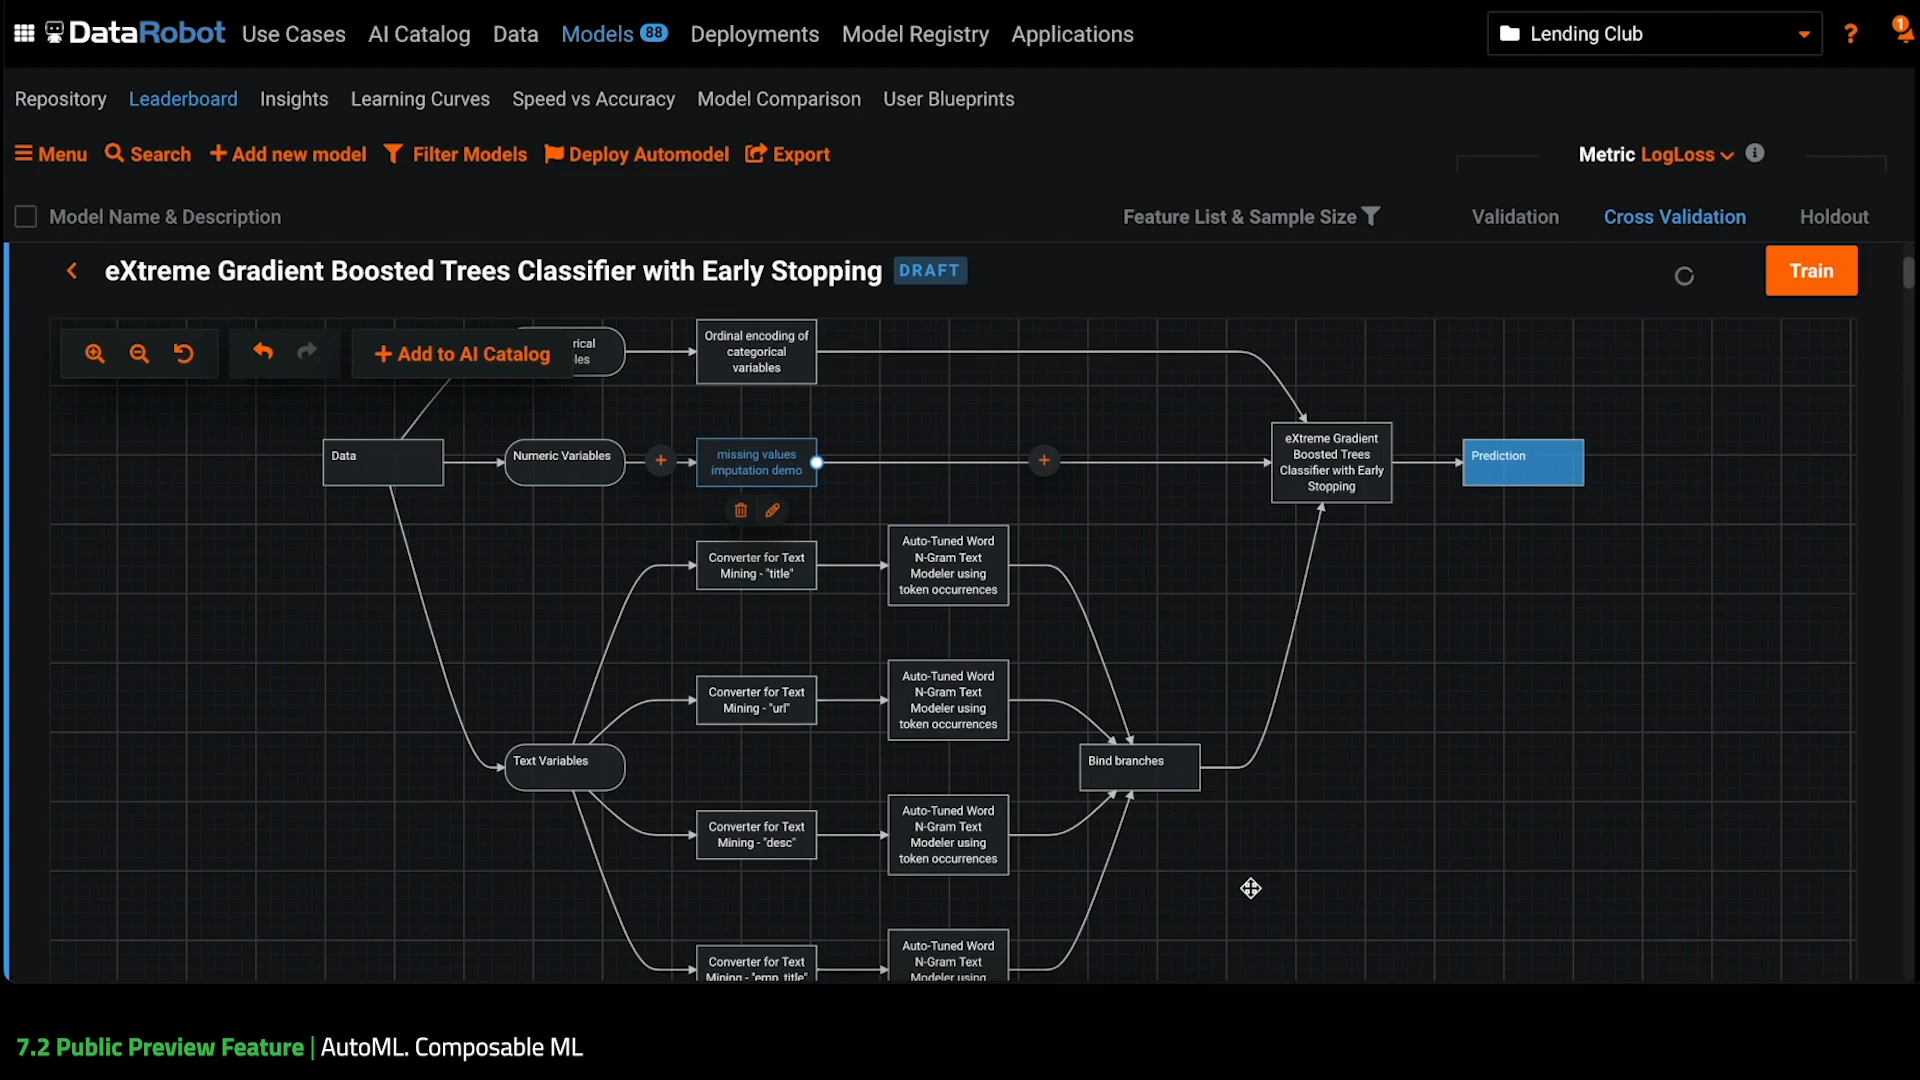 DataRobot Use Cases AI Catalog Data Models 88 Deployments Model Registry Applications Lending Club ? 1
Repository Leaderboard Insights Learning Curves Speed vs Accuracy Model Comparison User Blueprints
Menu Search + Add new model Filter Models Deploy Automodel Export Metric LogLoss
Model Name & Description Feature List & Sample Size Validation Cross Validation Holdout
eXtreme Gradient Boosted Trees Classifier with Early Stopping DRAFT Train
+ Add to AI Catalog
rical
les
Ordinal encoding of
categorical
variables
Data
Numeric Variables
missing values
imputation demo
eXtreme Gradient
Boosted Trees
Classifier with Early
Stopping
Prediction
Converter for Text
Mining - "title"
Auto-Tuned Word
N-Gram Text
Modeler using
token occurrences
Converter for Text
Mining - "url"
Auto-Tuned Word
N-Gram Text
Modeler using
token occurrences
Text Variables
Bind branches
Converter for Text
Mining - "desc"
Auto-Tuned Word
N-Gram Text
Modeler using
token occurrences
Converter for Text
Mining - "emp_title"
Auto-Tuned Word
N-Gram Text
Modeler using
7.2 Public Preview Feature | AutoML. Composable ML